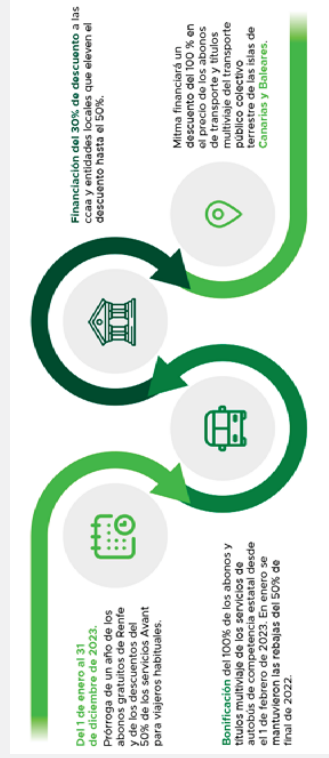 Del 1 de enero al 31
de diciembre de 2023.
Prórroga de un año de los
abonos gratuitos de Renfe
y de los descuentos del
50% de los servicios Avant
para viajeros habituales.
Bonificación del 100% de los abonos y
títulos multiviaje de los servicios de
autobús de competencia estatal desde
el 1 de febrero de 2023. En enero se
mantuvieron las rebajas del 50% de
final de 2022.
Financiación del 30% de descuento a las
ccaa y entidades locales que eleven el
descuento hasta el 50%.
Mitma financiará un
descuento del 100 % en
el precio de los abonos
de transporte y títulos
multiviaje del transporte
público colectivo
terrestre de las islas de
Canarias y Baleares.